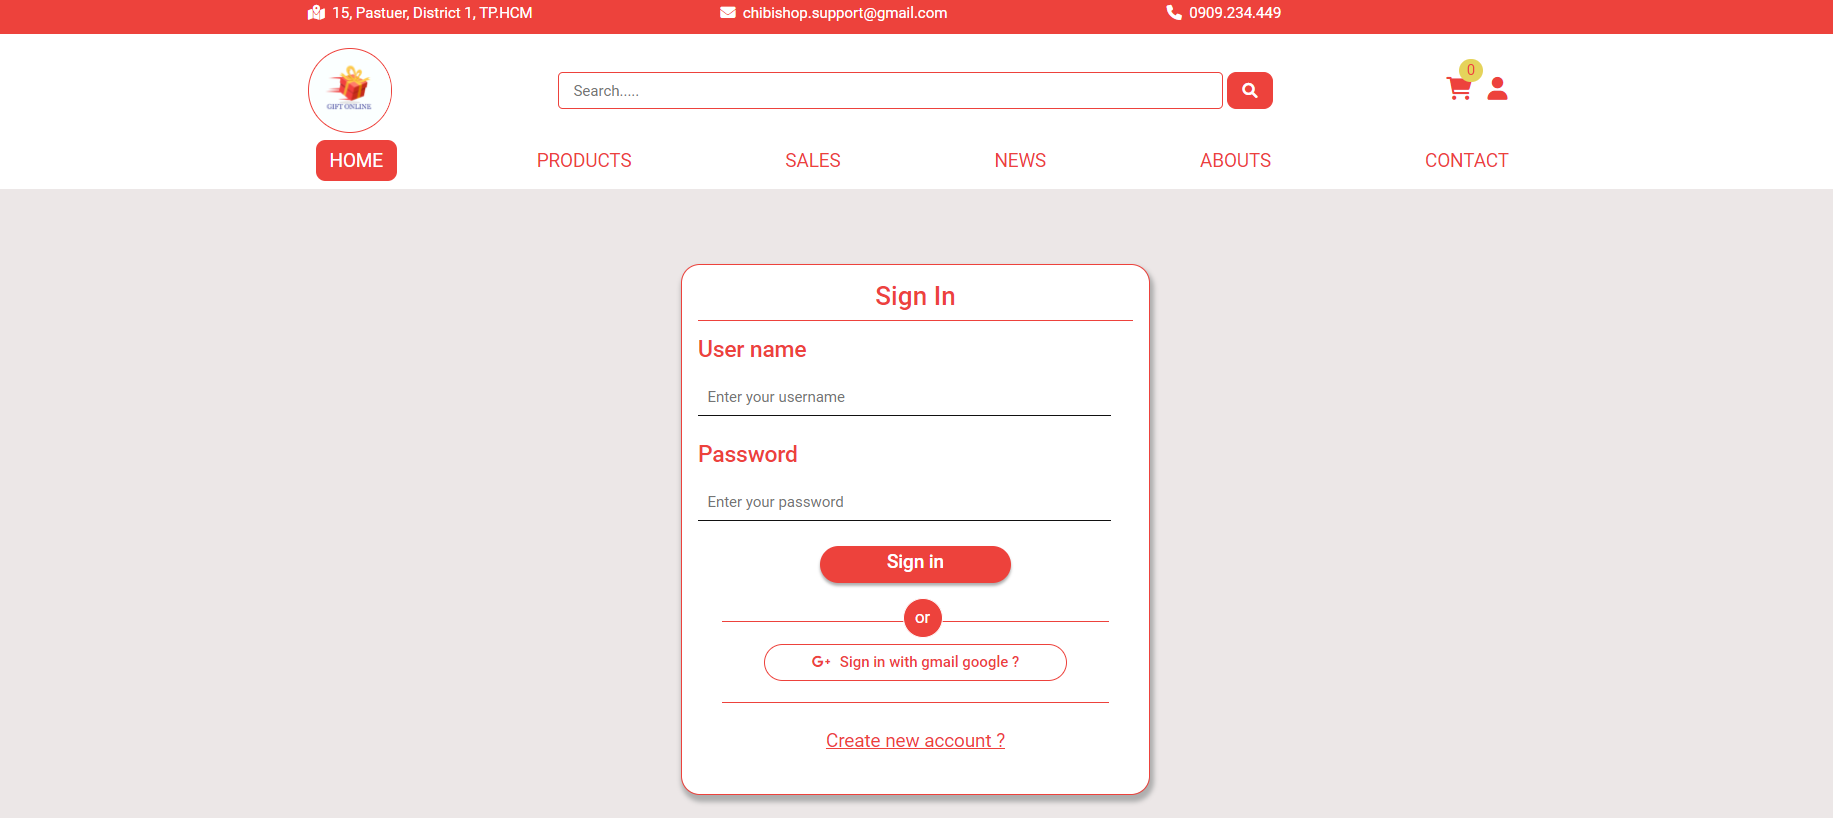 15, Pastuer, District 1, TP.HCM
chibishop.support@gmail.com
0909.234.449
GIFT ONLINE
Search.....
0
HOME
PRODUCTS
SALES
NEWS
ABOUTS
CONTACT
Sign In
User name
Enter your username
Password
Enter your password
Sign in
or
G+ Sign in with gmail google ?
Create new account ?